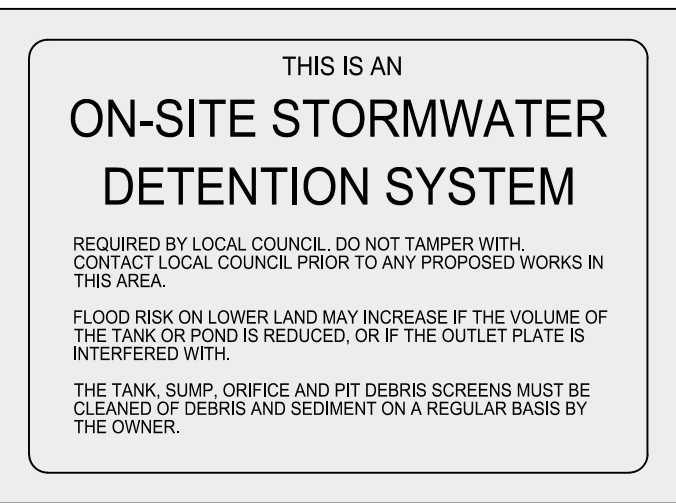 THIS IS AN
ON-SITE STORMWATER
DETENTION SYSTEM
REQUIRED BY LOCAL COUNCIL. DO NOT TAMPER WITH.
CONTACT LOCAL COUNCIL PRIOR TO ANY PROPOSED WORKS IN
THIS AREA.
FLOOD RISK ON LOWER LAND MAY INCREASE IF THE VOLUME OF
THE TANK OR POND IS REDUCED, OR IF THE OUTLET PLATE IS
INTERFERED WITH.
THE TANK, SUMP, ORIFICE AND PIT DEBRIS SCREENS MUST BE
CLEANED OF DEBRIS AND SEDIMENT ON A REGULAR BASIS BY
THE OWNER.